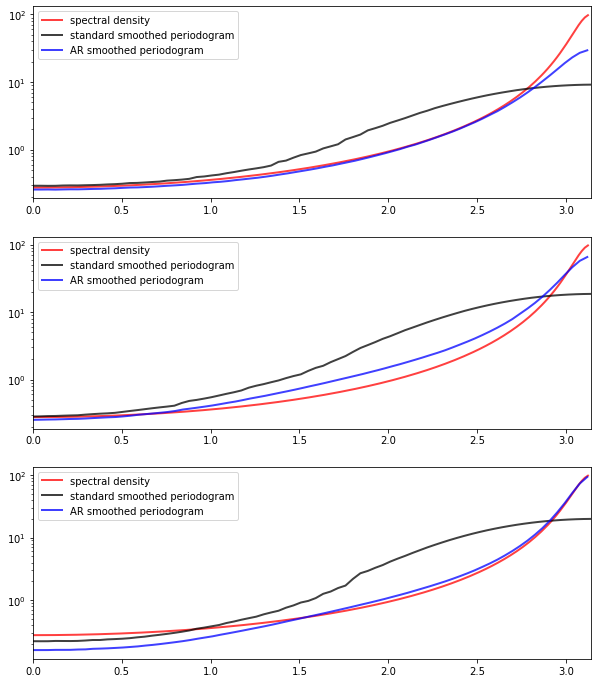 10²
10¹
10⁰
spectral density
standard smoothed periodogram
AR smoothed periodogram
0.0 0.5 1.0 1.5 2.0 2.5 3.0
10²
10¹
10⁰
spectral density
standard smoothed periodogram
AR smoothed periodogram
0.0 0.5 1.0 1.5 2.0 2.5 3.0
10²
10¹
10⁰
spectral density
standard smoothed periodogram
AR smoothed periodogram
0.0 0.5 1.0 1.5 2.0 2.5 3.0